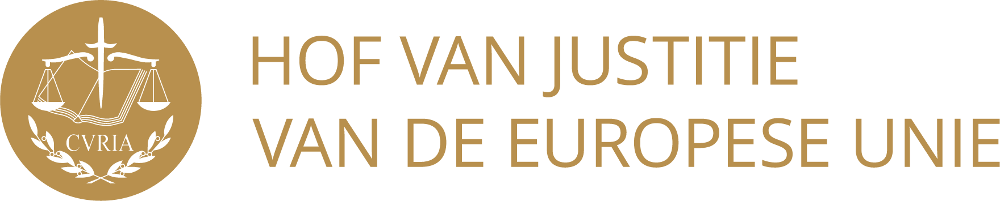 CVRIA
HOF VAN JUSTITIE
VAN DE EUROPESE UNIE